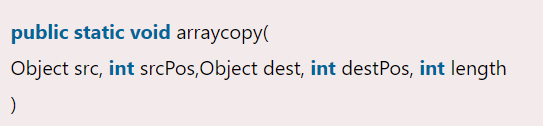 public static void arraycopy(
Object src, int srcPos,Object dest, int destPos, int length
)